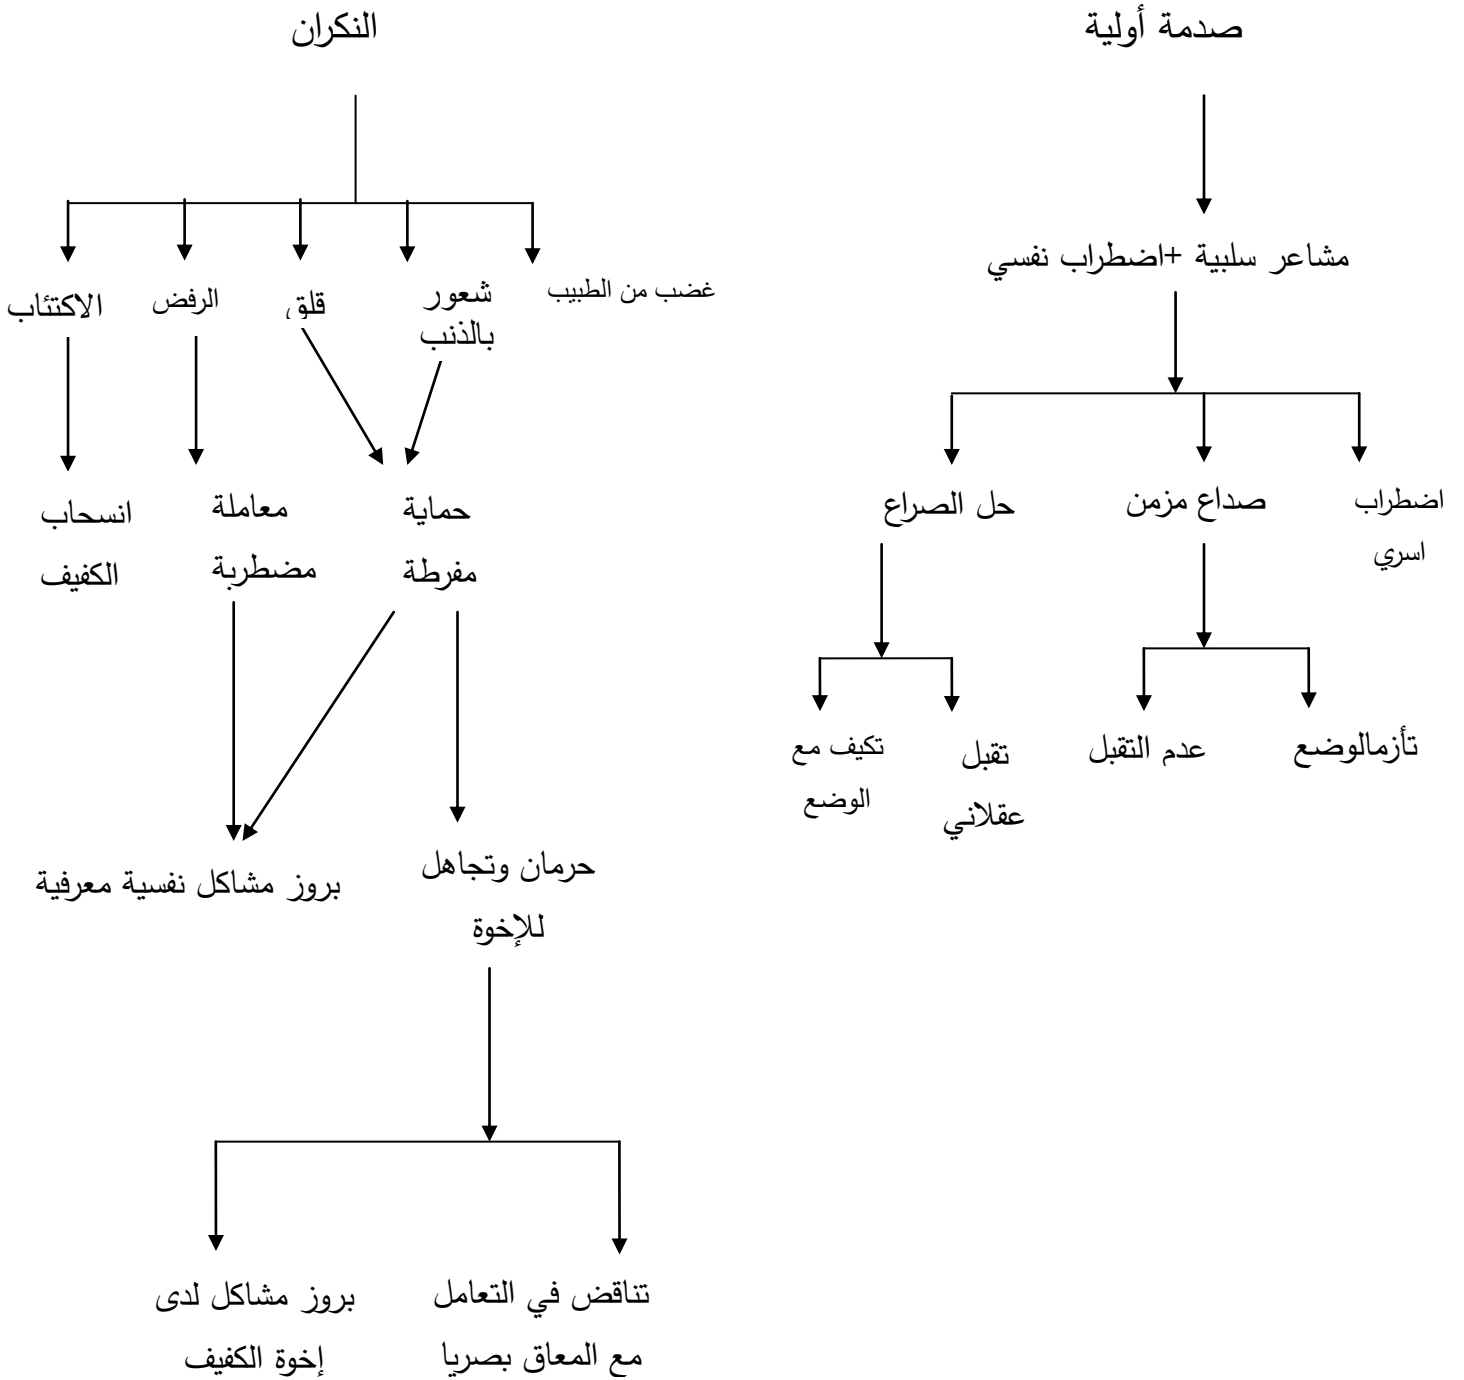 صدمة أولية
النكران
مشاعر سلبية +اضطراب نفسي
غضب من الطبيب
شعور
بالذنب
قلق
الرفض
الاكتئاب
اضطراب
اسري
صداع مزمن
حل الصراع
حماية
مفرطة
معاملة
مضطربة
انسحاب
الكفيف
تأزمالوضع
عدم التقبل
تقبل
عقلاني
تكيف مع
الوضع
حرمان وتجاهل
للإخوة
بروز مشاكل نفسية معرفية
تناقض في التعامل
مع المعاق بصريا
بروز مشاكل لدى
إخوة الكفيف